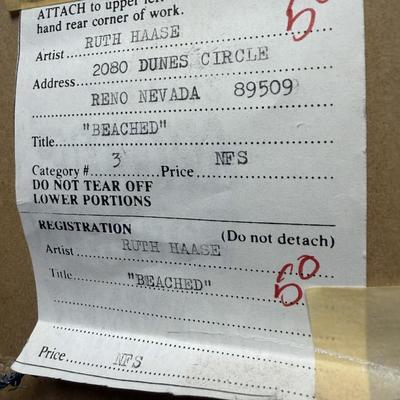 ATTACH to upper left
hand rear corner of work.
Artist RUTH HAASE
Address 2080 DUNES CIRCLE
RENO NEVADA 89509
Title "BEACHED"
Category # 3 Price NFS
DO NOT TEAR OFF
LOWER PORTIONS
REGISTRATION (Do not detach)
Artist RUTH HAASE
Title "BEACHED"
Price NFS